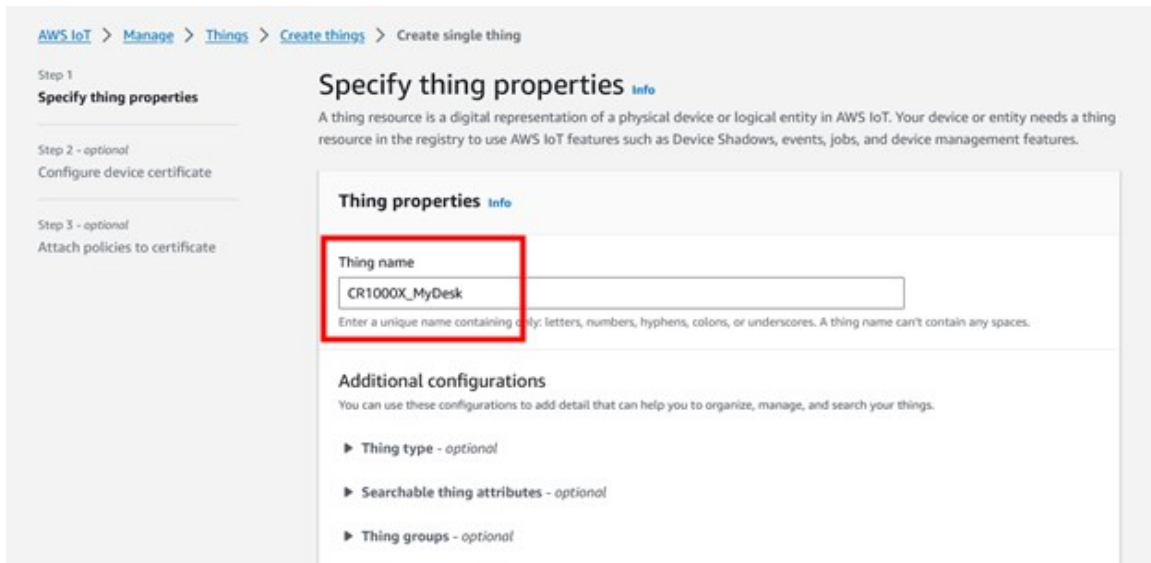 AWS IoT > Manage > Things > Create things > Create single thing
Step 1
Specify thing properties
Step 2 - optional
Configure device certificate
Step 3 - optional
Attach policies to certificate
Specify thing properties Info
A thing resource is a digital representation of a physical device or logical entity in AWS IoT. Your device or entity needs a thing
resource in the registry to use AWS IoT features such as Device Shadows, events, jobs, and device management features.
Thing properties Info
Thing name
CR1000X_MyDesk
Enter a unique name containing only: letters, numbers, hyphens, colons, or underscores. A thing name can't contain any spaces.
Additional configurations
You can use these configurations to add detail that can help you to organize, manage, and search your things.
Thing type - optional
Searchable thing attributes - optional
Thing groups - optional